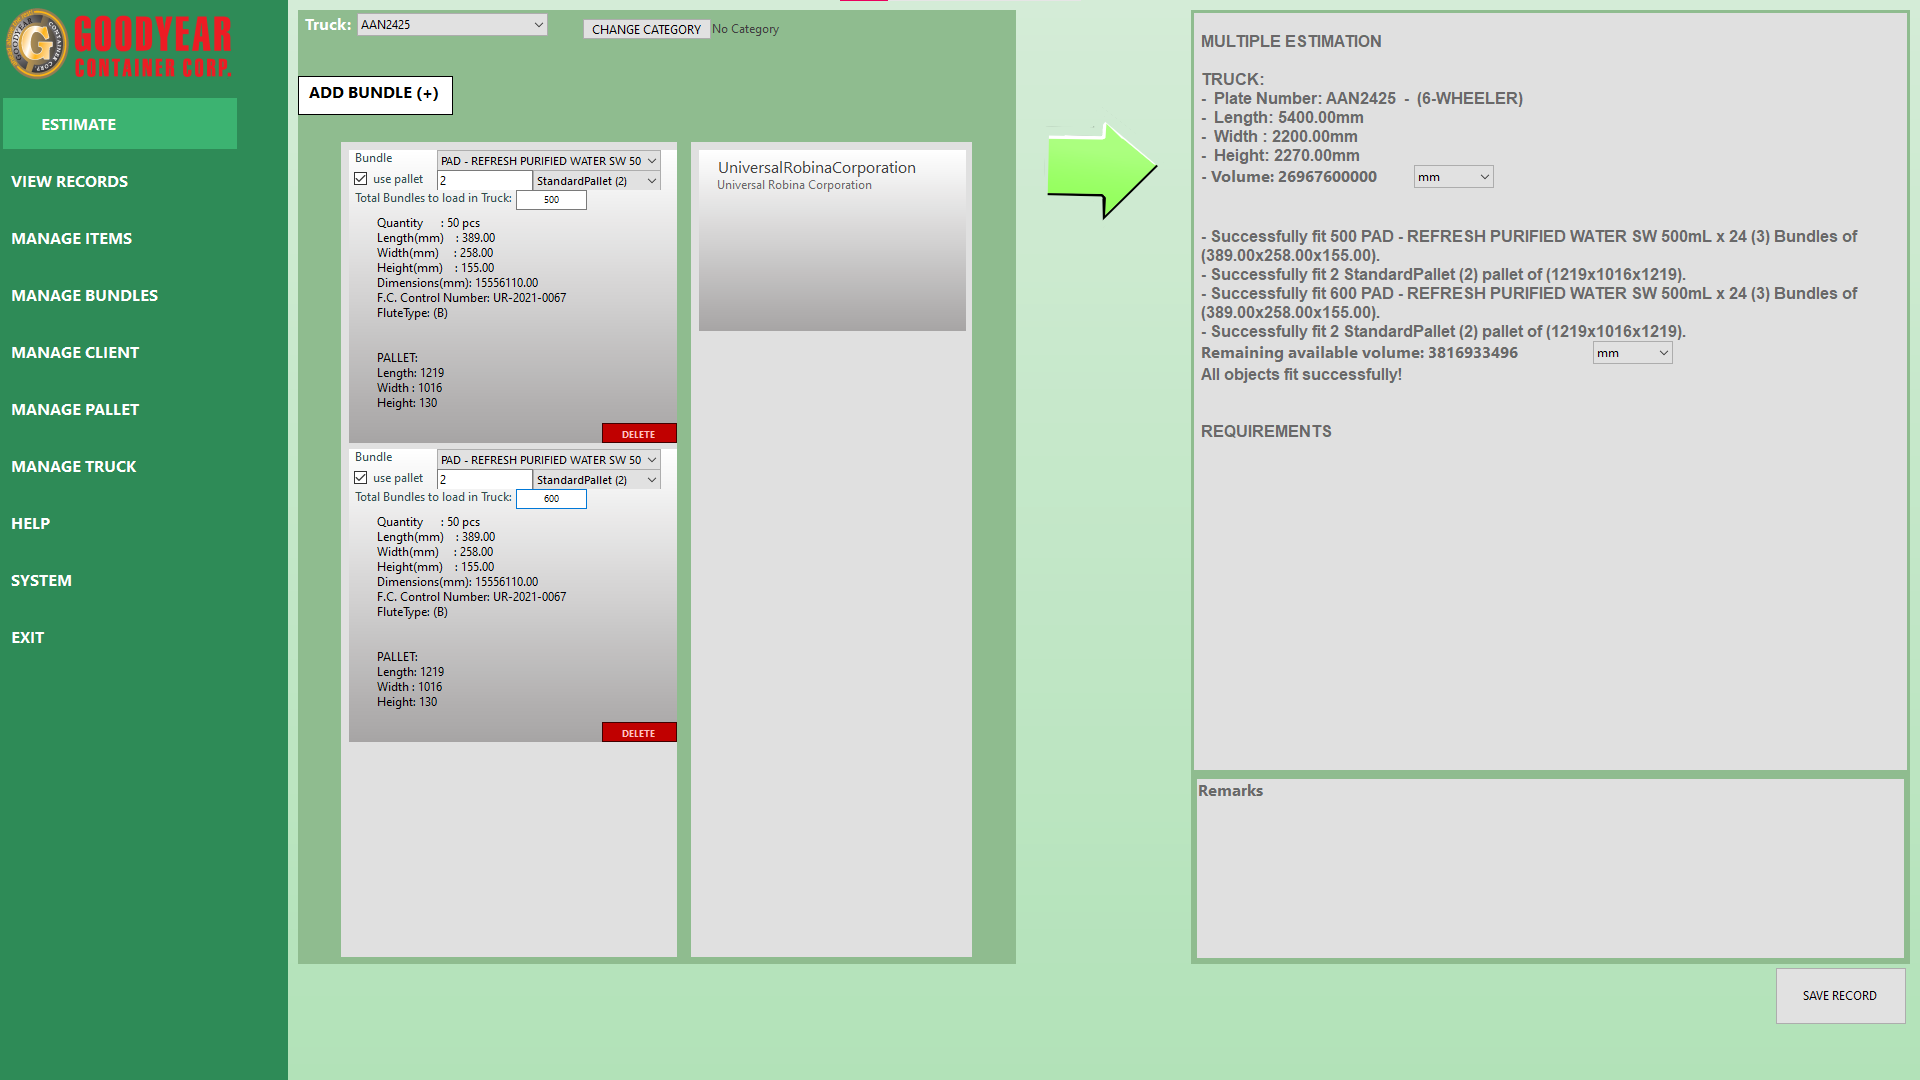 GOODYEAR
CONTAINER CORP.
ESTIMATE
VIEW RECORDS
MANAGE ITEMS
MANAGE BUNDLES
MANAGE CLIENT
MANAGE PALLET
MANAGE TRUCK
HELP
SYSTEM
EXIT
Truck: AAN2425
CHANGE CATEGORY No Category
ADD BUNDLE (+)
Bundle PAD - REFRESH PURIFIED WATER SW 50
use pallet 2 StandardPallet (2)
Total Bundles to load in Truck: 500
Quantity : 50 pcs
Length(mm) : 389.00
Width(mm) : 258.00
Height(mm) : 155.00
Dimensions(mm): 15556110.00
F.C. Control Number: UR-2021-0067
FluteType: (B)
PALLET:
Length: 1219
Width : 1016
Height: 130
DELETE
Bundle PAD - REFRESH PURIFIED WATER SW 50
use pallet 2 StandardPallet (2)
Total Bundles to load in Truck: 600
Quantity : 50 pcs
Length(mm) : 389.00
Width(mm) : 258.00
Height(mm) : 155.00
Dimensions(mm): 15556110.00
F.C. Control Number: UR-2021-0067
FluteType: (B)
PALLET:
Length: 1219
Width : 1016
Height: 130
DELETE
UniversalRobinaCorporation
Universal Robina Corporation
MULTIPLE ESTIMATION
TRUCK:
- Plate Number: AAN2425 - (6-WHEELER)
- Length: 5400.00mm
- Width : 2200.00mm
- Height: 2270.00mm
- Volume: 26967600000 mm
- Successfully fit 500 PAD - REFRESH PURIFIED WATER SW 500mL x 24 (3) Bundles of
(389.00x258.00x155.00).
- Successfully fit 2 StandardPallet (2) pallet of (1219x1016x1219).
- Successfully fit 600 PAD - REFRESH PURIFIED WATER SW 500mL x 24 (3) Bundles of
(389.00x258.00x155.00).
- Successfully fit 2 StandardPallet (2) pallet of (1219x1016x1219).
Remaining available volume: 3816933496 mm
All objects fit successfully!
REQUIREMENTS
Remarks
SAVE RECORD